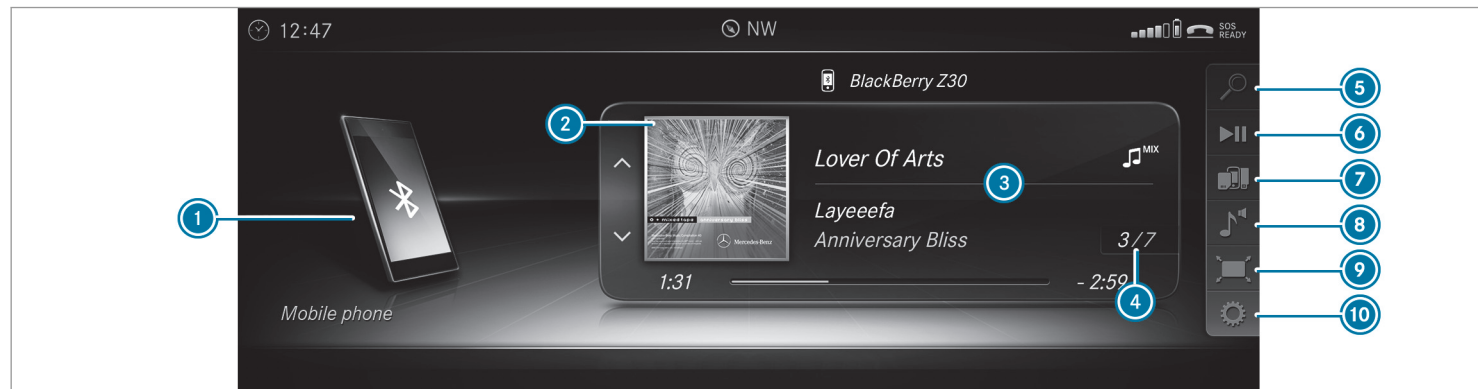 12:47
NW
SOS
READY
BlackBerry Z30
5
2
6
Lover Of Arts
MIX
3
7
1
Layeeefa
8
Anniversary Bliss
3/7
Mercedes-Benz
9
1:31
- 2:59
4
Mobile phone
10